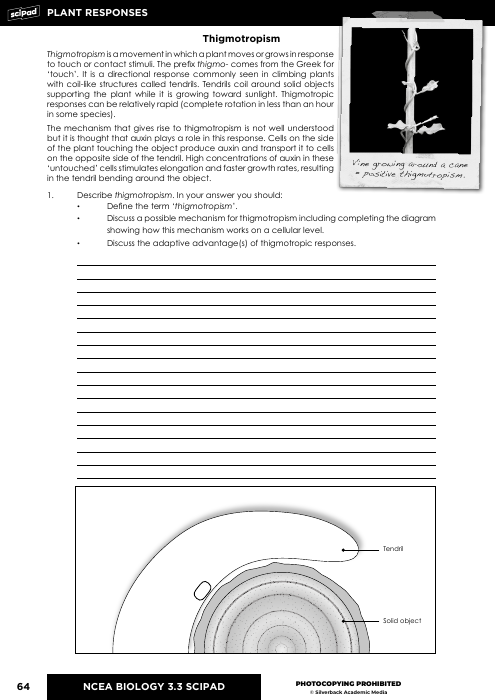 scipad PLANT RESPONSES
Thigmotropism
Thigmotropism is a movement in which a plant moves or grows in response
to touch or contact stimuli. The prefix thigmo- comes from the Greek for
‘touch’. It is a directional response commonly seen in climbing plants
with coil-like structures called tendrils. Tendrils coil around solid objects
supporting the plant while it is growing toward sunlight. Thigmotropic
responses can be relatively rapid (complete rotation in less than an hour
in some species).
The mechanism that gives rise to thigmotropism is not well understood
but it is thought that auxin plays a role in this response. Cells on the side
of the plant touching the object produce auxin and transport it to cells
on the opposite side of the tendril. High concentrations of auxin in these
‘untouched’ cells stimulates elongation and faster growth rates, resulting
in the tendril bending around the object.
Vine growing around a cane
= positive thigmotropism.
1. Describe thigmotropism. In your answer you should:
• Define the term ‘thigmotropism’.
• Discuss a possible mechanism for thigmotropism including completing the diagram
showing how this mechanism works on a cellular level.
• Discuss the adaptive advantage(s) of thigmotropic responses.
Tendril
Solid object
64 NCEA BIOLOGY 3.3 SCIPAD PHOTOCOPYING PROHIBITED
© Silverback Academic Media